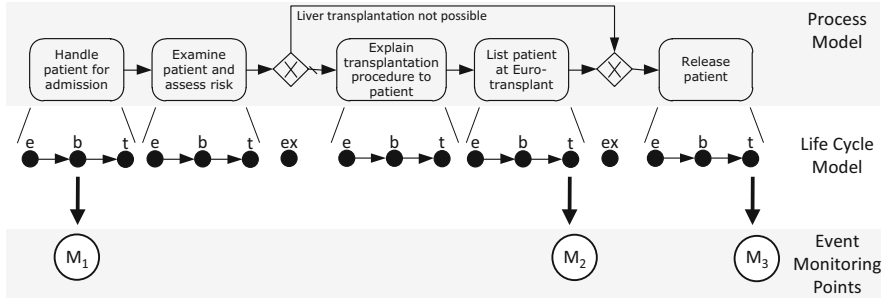 Liver transplantation not possible
Process
Model
Handle
patient for
admission
Examine
patient and
assess risk
X
Explain
transplantation
procedure to
patient
List patient
at Euro-
transplant
X
Release
patient
e b t e b t ex e b t e b t ex e b t
Life Cycle
Model
M1
M2
M3
Event
Monitoring
Points